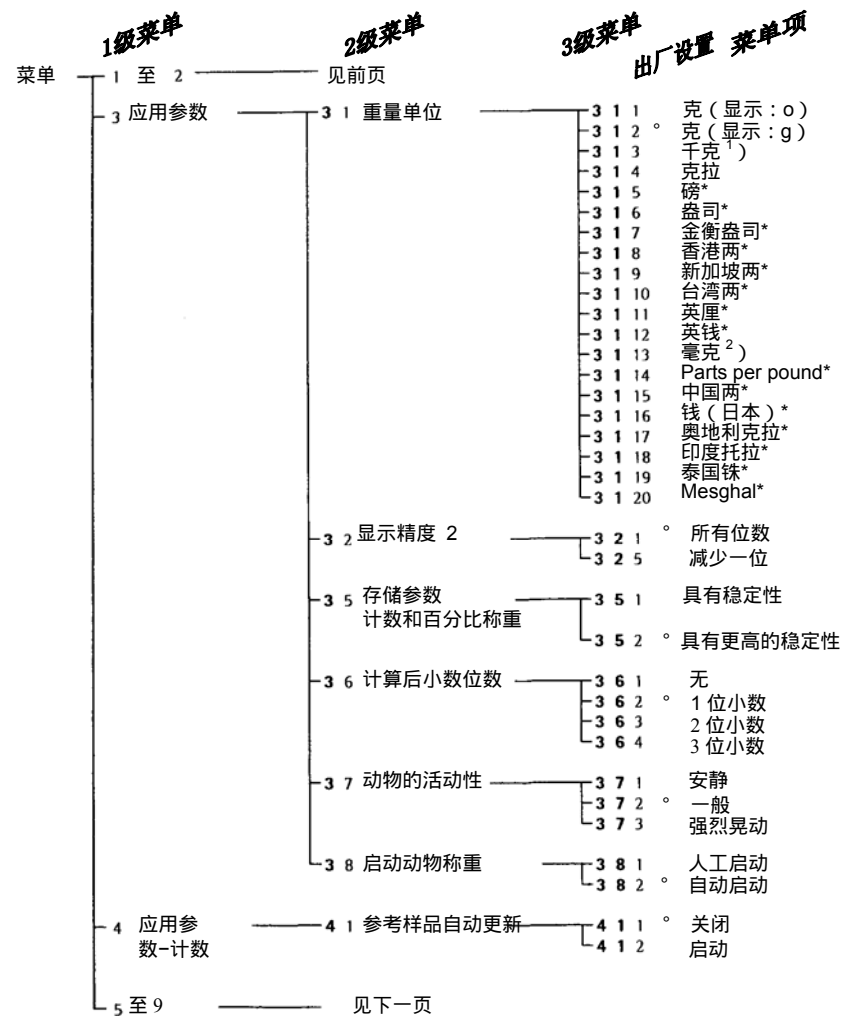 1级菜单 2级菜单 3级菜单 出厂设置 菜单项
菜单 1 至 2 见前页
3 应用参数 3 1 重量单位 3 1 1 克（显示：o）
3 1 2 ° 克（显示：g）
3 1 3 千克 1）
3 1 4 克拉
3 1 5 磅*
3 1 6 盎司*
3 1 7 金衡盎司*
3 1 8 香港两*
3 1 9 新加坡两*
3 1 10 台湾两*
3 1 11 英厘*
3 1 12 英钱*
3 1 13 毫克 2）
3 1 14 Parts per pound*
3 1 15 中国两*
3 1 16 钱（日本）*
3 1 17 奥地利克拉*
3 1 18 印度托拉*
3 1 19 泰国铢*
3 1 20 Mesghal*
3 2 显示精度 2 3 2 1 ° 所有位数
3 2 5 减少一位
3 5 存储参数 3 5 1 具有稳定性
计数和百分比称重
3 5 2 ° 具有更高的稳定性
3 6 计算后小数位数 3 6 1 无
3 6 2 ° 1 位小数
3 6 3 2 位小数
3 6 4 3 位小数
3 7 动物的活动性 3 7 1 安静
3 7 2 ° 一般
3 7 3 强烈晃动
3 8 启动动物称重 3 8 1 人工启动
3 8 2 ° 自动启动
4 应用参 4 1 参考样品自动更新 4 1 1 ° 关闭
数-计数 4 1 2 启动
5 至 9 见下一页